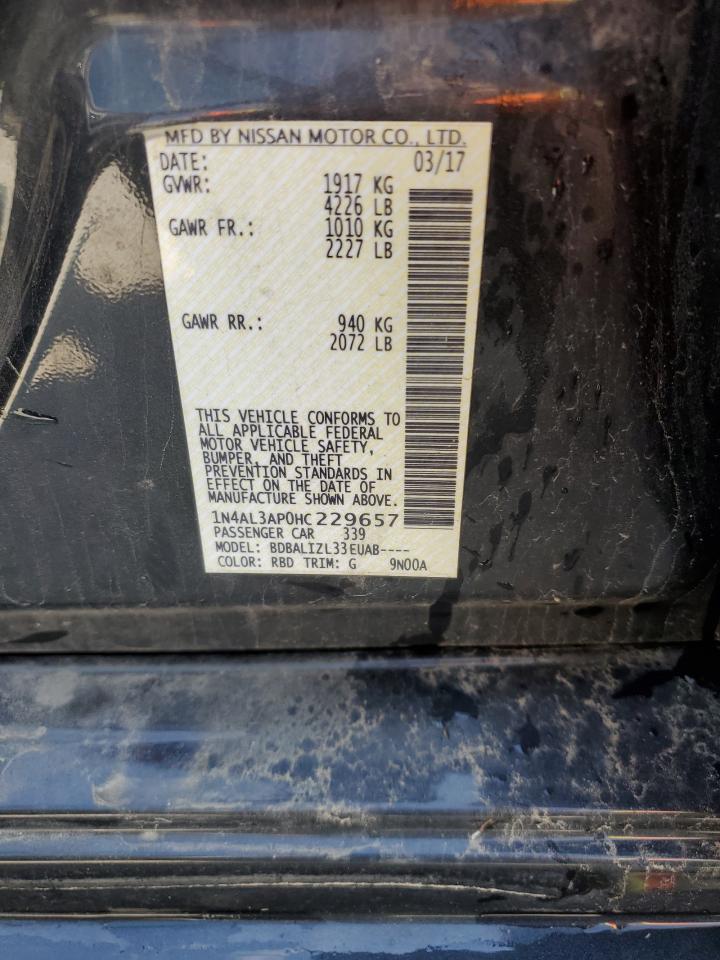 MFD BY NISSAN MOTOR CO., LTD.
DATE: 03/17
GVWR: 1917 KG
4226 LB
GAWR FR.: 1010 KG
2227 LB
GAWR RR.: 940 KG
2072 LB
THIS VEHICLE CONFORMS TO
ALL APPLICABLE FEDERAL
MOTOR VEHICLE SAFETY,
BUMPER, AND THEFT
PREVENTION STANDARDS IN
EFFECT ON THE DATE OF
MANUFACTURE SHOWN ABOVE.
1N4AL3AP0HC229657
PASSENGER CAR 339
MODEL: BDBALIZL33EUAB----
COLOR: RBD TRIM: G 9N00A